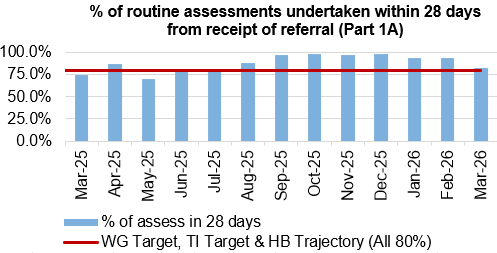 % of routine assessments undertaken within 28 days
from receipt of referral (Part 1A)
100.0%
75.0%
50.0%
25.0%
0.0%
Mar-25
Apr-25
May-25
Jun-25
Jul-25
Aug-25
Sep-25
Oct-25
Nov-25
Dec-25
Jan-26
Feb-26
Mar-26
% of assess in 28 days
WG Target, TI Target & HB Trajectory (All 80%)